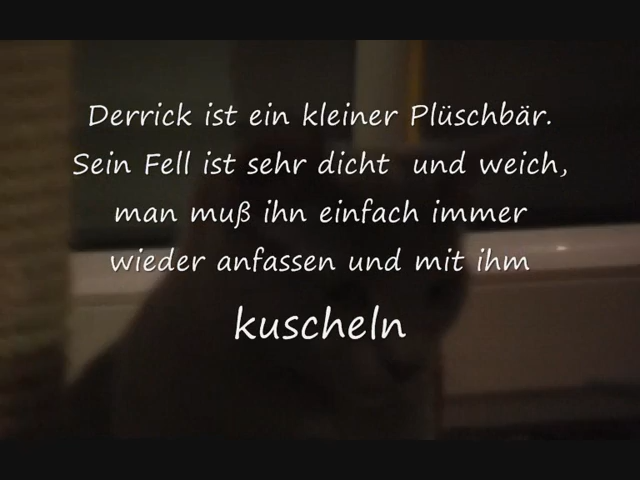 Derrick ist ein kleiner Plüschbär.
Sein Fell ist sehr dicht  und weich,
man muß ihn einfach immer
wieder anfassen und mit ihm
kuscheln